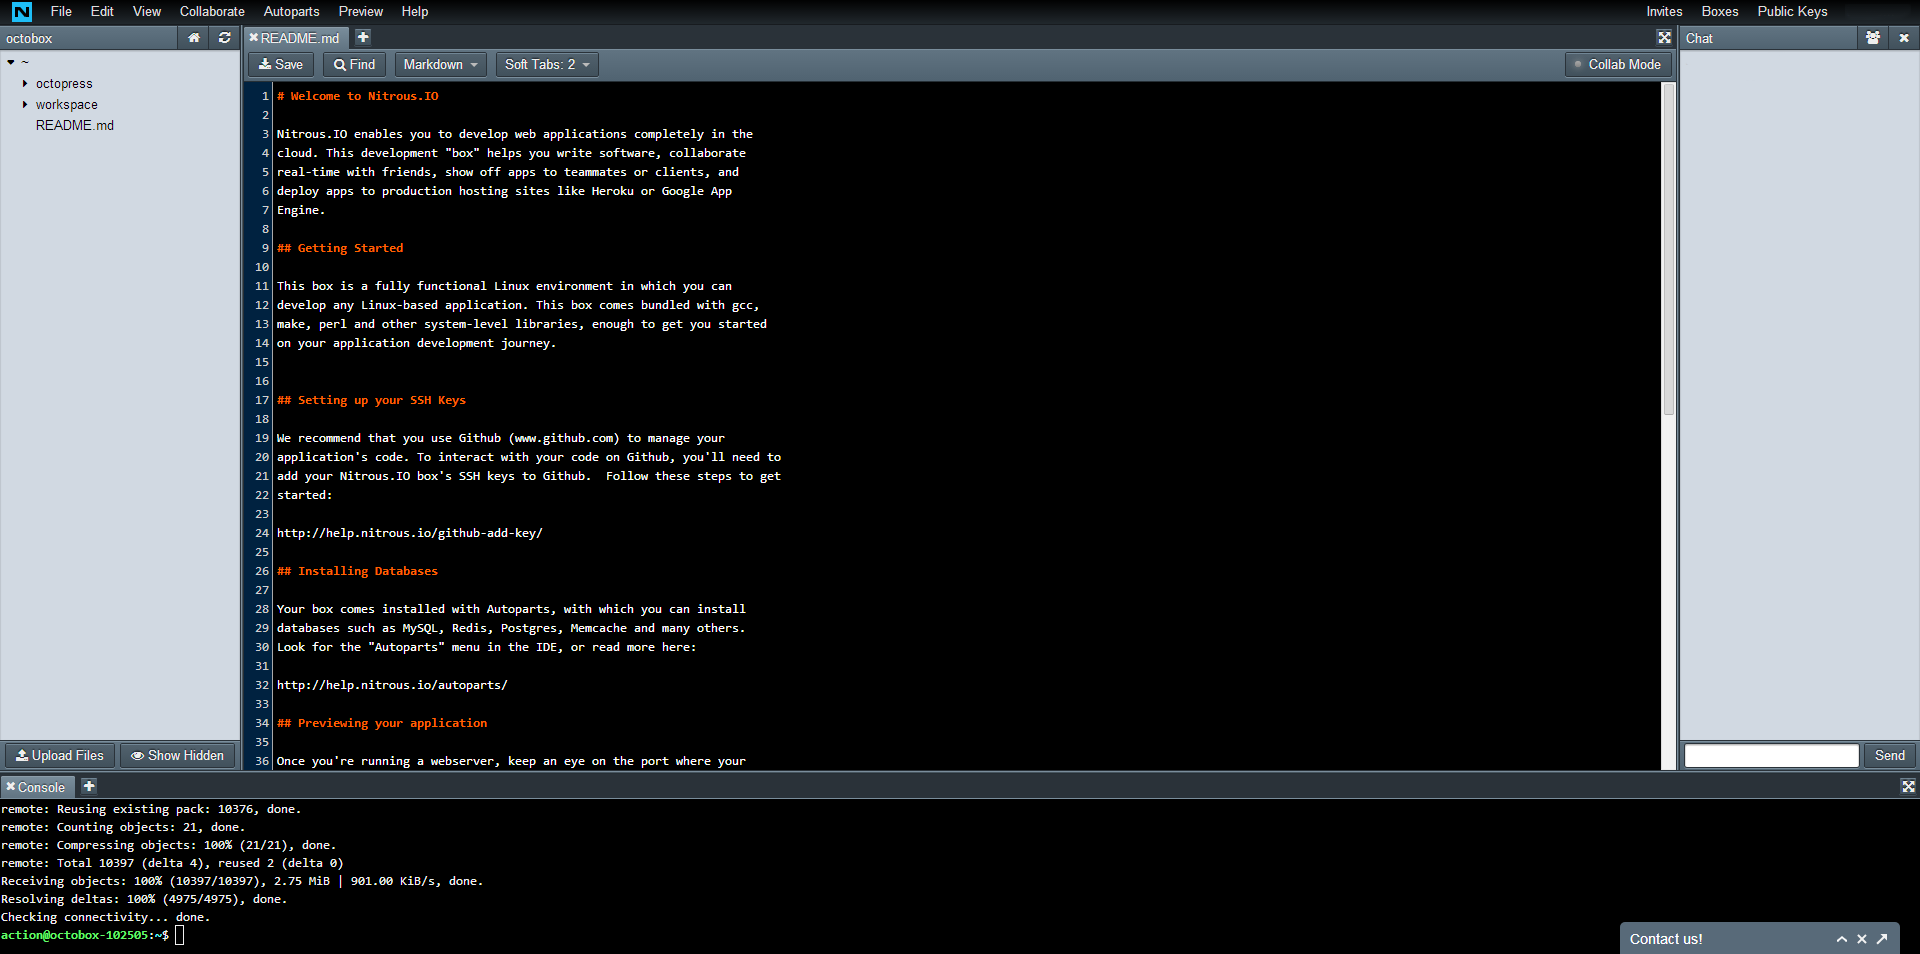 N File Edit View Collaborate Autoparts Preview Help Invites Boxes Public Keys
octobox
~
octopress
workspace
README.md
Upload Files Show Hidden
README.md
Save Find Markdown Soft Tabs: 2 Collab Mode
1 # Welcome to Nitrous.IO
2
3 Nitrous.IO enables you to develop web applications completely in the
4 cloud. This development "box" helps you write software, collaborate
5 real-time with friends, show off apps to teammates or clients, and
6 deploy apps to production hosting sites like Heroku or Google App
7 Engine.
8
9 ## Getting Started
10
11 This box is a fully functional Linux environment in which you can
12 develop any Linux-based application. This box comes bundled with gcc,
13 make, perl and other system-level libraries, enough to get you started
14 on your application development journey.
15
16
17 ## Setting up your SSH Keys
18
19 We recommend that you use Github (www.github.com) to manage your
20 application's code. To interact with your code on Github, you'll need to
21 add your Nitrous.IO box's SSH keys to Github.  Follow these steps to get
22 started:
23
24 http://help.nitrous.io/github-add-key/
25
26 ## Installing Databases
27
28 Your box comes installed with Autoparts, with which you can install
29 databases such as MySQL, Redis, Postgres, Memcache and many others.
30 Look for the "Autoparts" menu in the IDE, or read more here:
31
32 http://help.nitrous.io/autoparts/
33
34 ## Previewing your application
35
36 Once you're running a webserver, keep an eye on the port where your
Chat
Send
Console
remote: Reusing existing pack: 10376, done.
remote: Counting objects: 21, done.
remote: Compressing objects: 100% (21/21), done.
remote: Total 10397 (delta 4), reused 2 (delta 0)
Receiving objects: 100% (10397/10397), 2.75 MiB | 901.00 KiB/s, done.
Resolving deltas: 100% (4975/4975), done.
Checking connectivity... done.
action@octobox-102505:~$
Contact us!